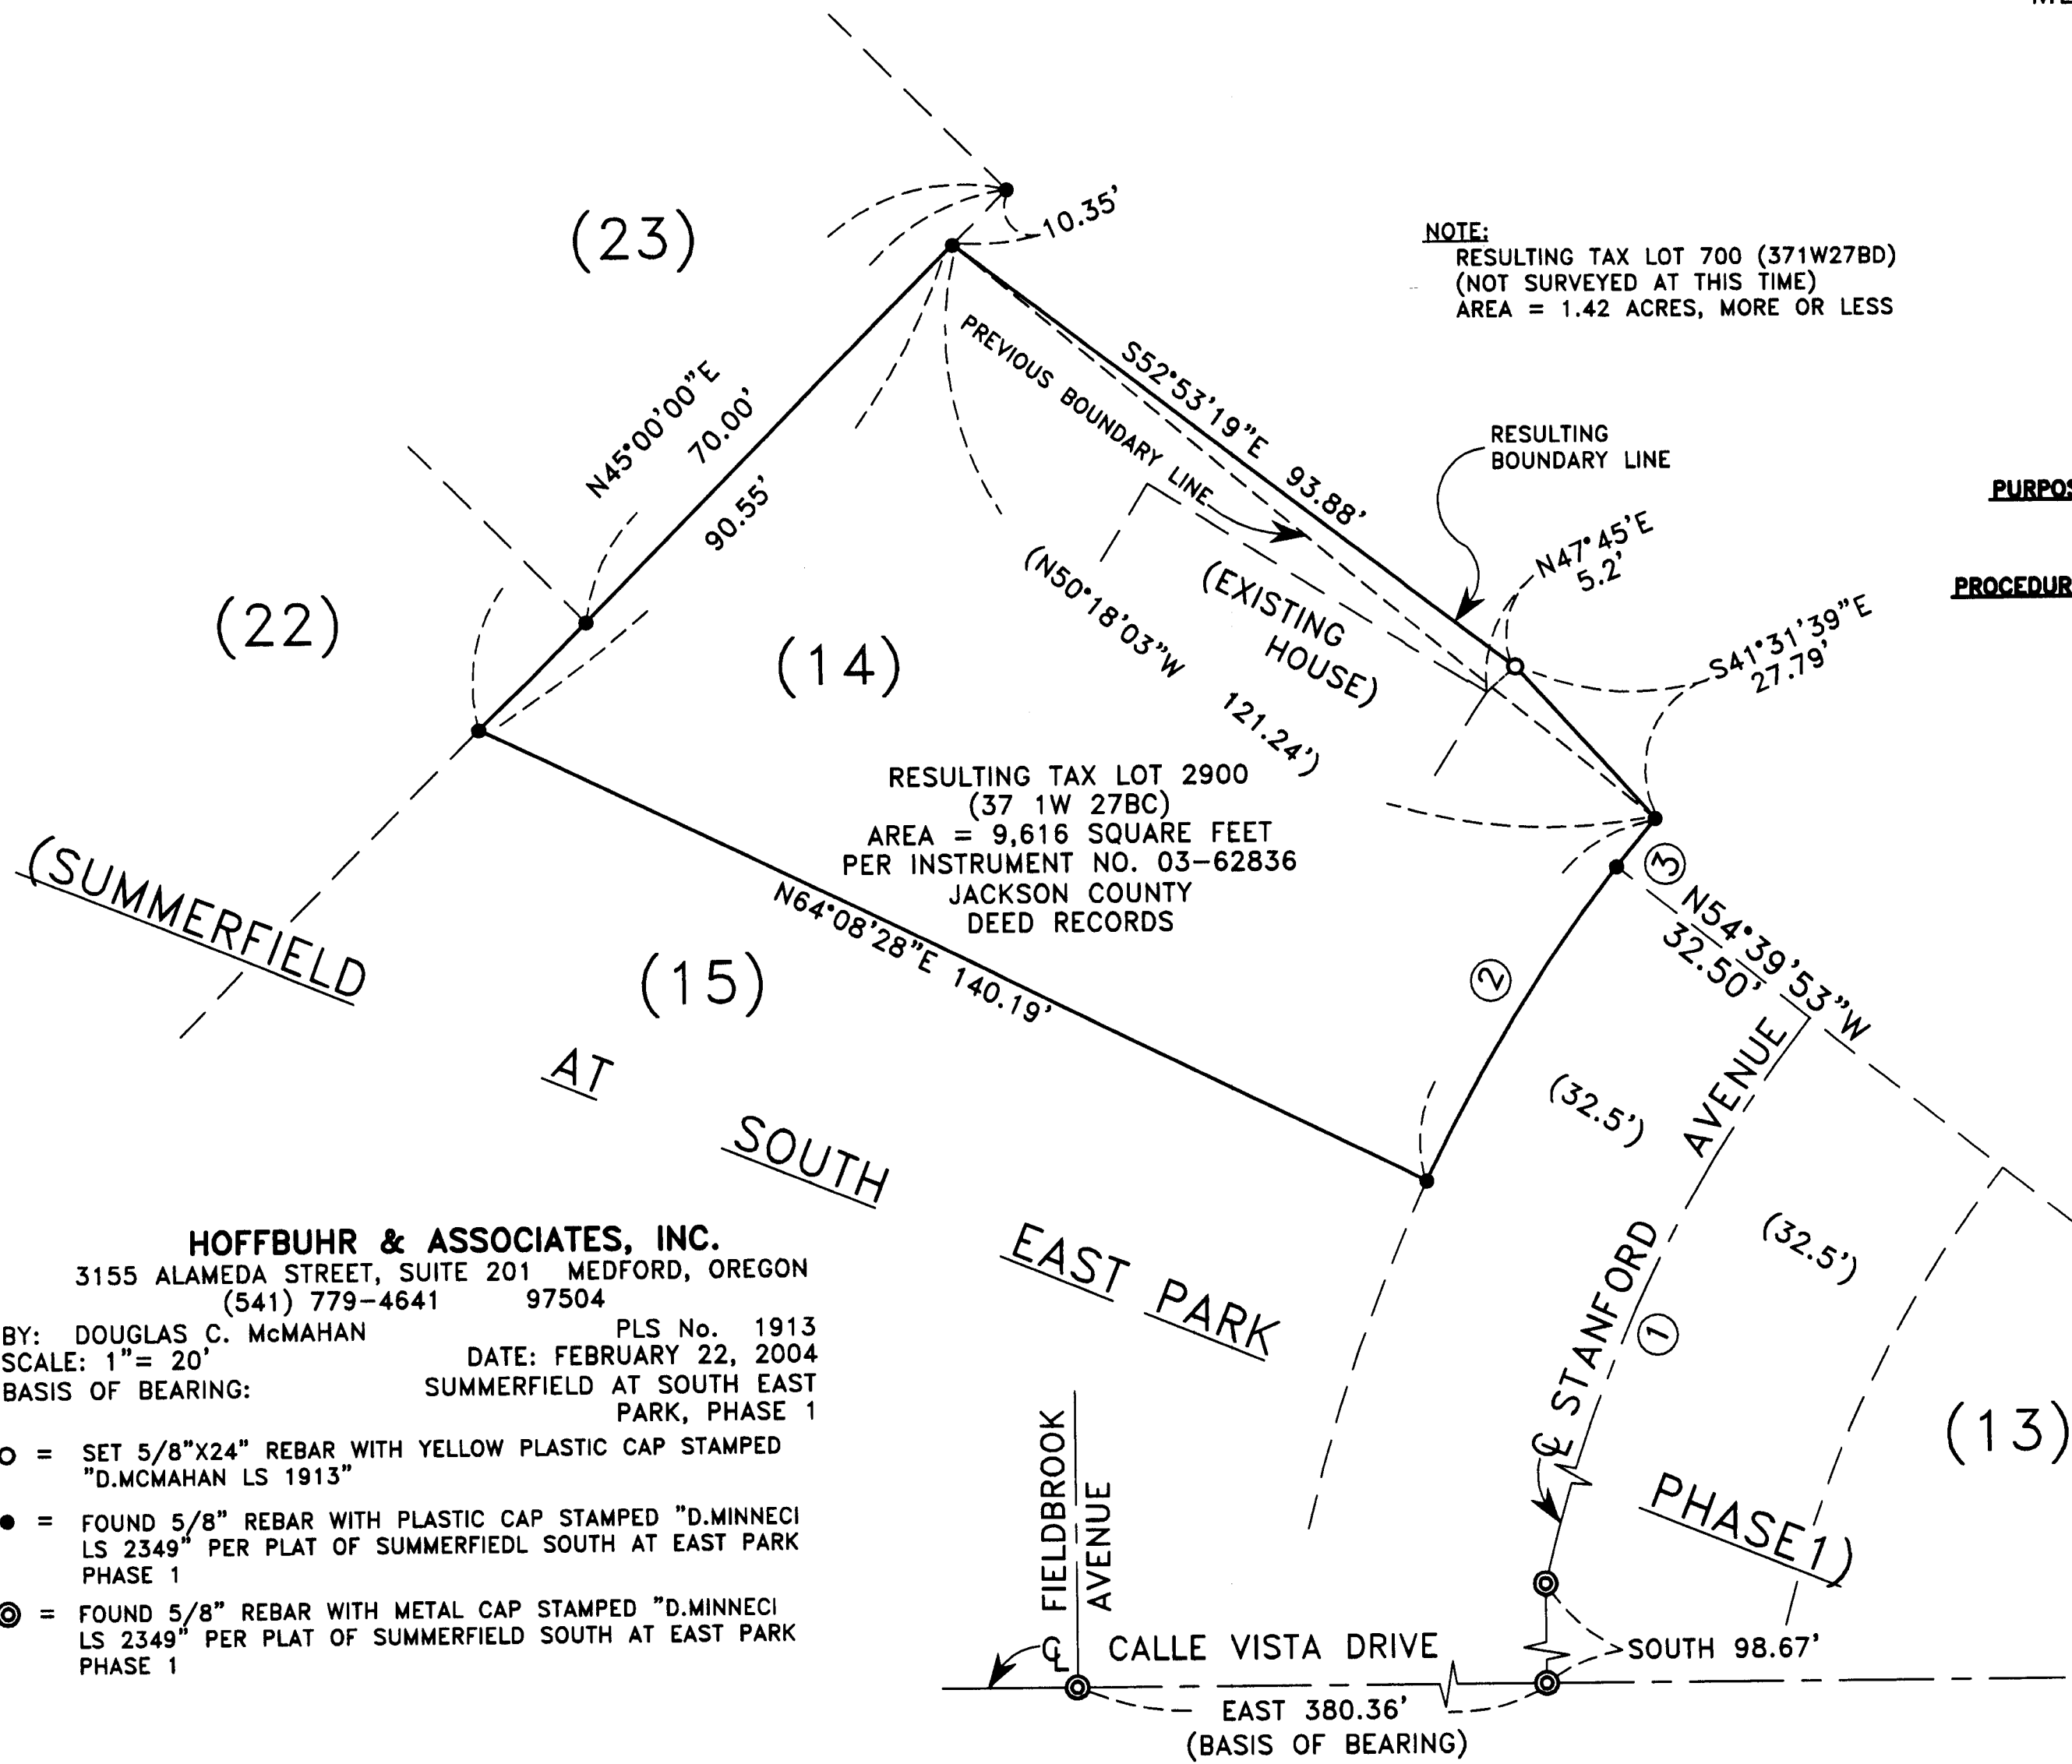 (23)
10.35'
NOTE:
RESULTING TAX LOT 700 (371W27BD)
(NOT SURVEYED AT THIS TIME)
AREA = 1.42 ACRES, MORE OR LESS
N45°00'00"E
70.00'
90.55'
PREVIOUS BOUNDARY LINE
S52°53'19"E 93.88'
RESULTING
BOUNDARY LINE
PURPOS
PROCEDUR
N47°45'E
5.2'
(N50°18'03"W 121.24')
(EXISTING
HOUSE)
S41°31'39"E
27.79'
(22)
(14)
RESULTING TAX LOT 2900
(37 1W 27BC)
AREA = 9,616 SQUARE FEET
PER INSTRUMENT NO. 03-62836
JACKSON COUNTY
DEED RECORDS
N64°08'28"E 140.19'
3
N54°39'53"W
32.50'
2
(15)
(SUMMERFIELD
AT
SOUTH
EAST PARK
PHASE 1)
(32.5')
(32.5')
℄ STANFORD AVENUE
1
(13)
HOFFBUHR & ASSOCIATES, INC.
3155 ALAMEDA STREET, SUITE 201 MEDFORD, OREGON
(541) 779-4641 97504
BY: DOUGLAS C. McMAHAN PLS No. 1913
SCALE: 1"= 20' DATE: FEBRUARY 22, 2004
BASIS OF BEARING: SUMMERFIELD AT SOUTH EAST
PARK, PHASE 1
= SET 5/8"X24" REBAR WITH YELLOW PLASTIC CAP STAMPED
"D.MCMAHAN LS 1913"
= FOUND 5/8" REBAR WITH PLASTIC CAP STAMPED "D.MINNECI
LS 2349" PER PLAT OF SUMMERFIEDL SOUTH AT EAST PARK
PHASE 1
= FOUND 5/8" REBAR WITH METAL CAP STAMPED "D.MINNECI
LS 2349" PER PLAT OF SUMMERFIELD SOUTH AT EAST PARK
PHASE 1
FIELDBROOK
AVENUE
℄ CALLE VISTA DRIVE
SOUTH 98.67'
EAST 380.36'
(BASIS OF BEARING)